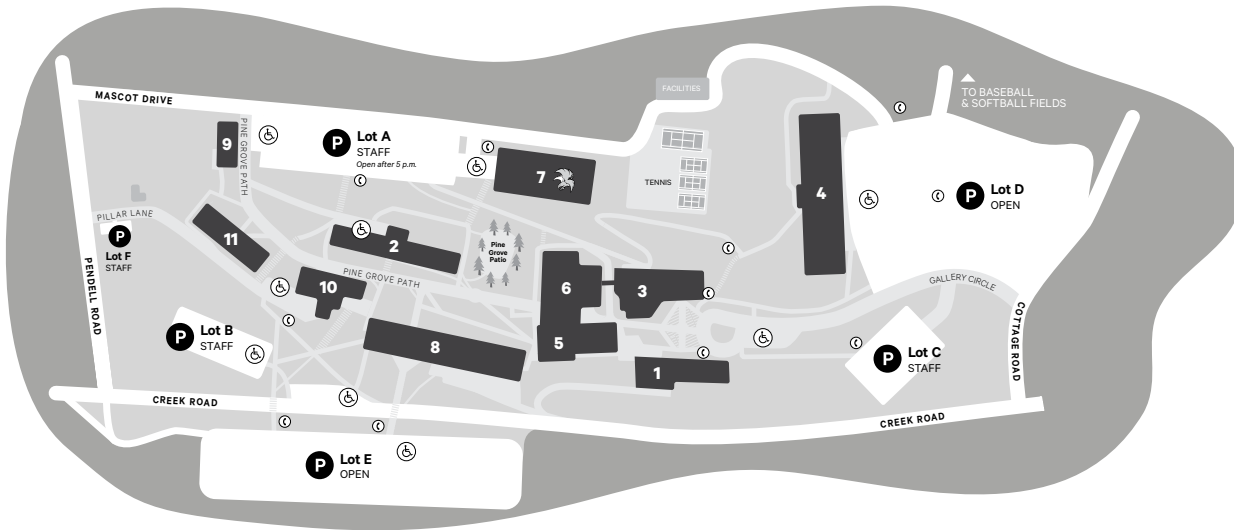 FACILITIES
TO BASEBALL
& SOFTBALL FIELDS
MASCOT DRIVE
PINE GROVE PATH
9
P
Lot A
STAFF
Open after 5 p.m.
7
TENNIS
4
P
Lot D
OPEN
PILLAR LANE
P
Lot F
STAFF
11
2
Pine
Grove
Patio
PINE GROVE PATH
10
6
3
GALLERY CIRCLE
PENDELL ROAD
P
Lot B
STAFF
8
5
1
P
Lot C
STAFF
COTTAGE ROAD
CREEK ROAD
CREEK ROAD
P
Lot E
OPEN